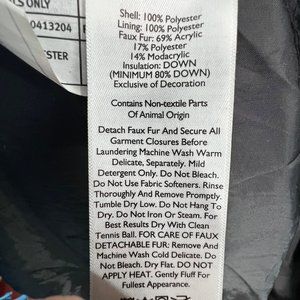 LS ONLY
0413204
ESTER
Shell: 100% Polyester
Lining: 100% Polyester
Faux Fur: 69% Acrylic
17% Polyester
14% Modacrylic
Insulation: DOWN
(MINIMUM 80% DOWN)
Exclusive of Decoration
Contains Non-textile Parts
Of Animal Origin
Detach Faux Fur And Secure All
Garment Closures Before
Laundering Machine Wash Warm
Delicate, Separately. Mild
Detergent Only. Do Not Bleach.
Do Not Use Fabric Softeners. Rinse
Thoroughly And Remove Promptly.
Tumble Dry Low. Do Not Hang To
Dry. Do Not Iron Or Steam. For
Best Results Dry With Clean
Tennis Ball. FOR CARE OF FAUX
DETACHABLE FUR: Remove And
Machine Wash Cold Delicate. Do
Not Bleach. Dry Flat. DO NOT
APPLY HEAT. Gently Fluff For
Fullest Appearance.